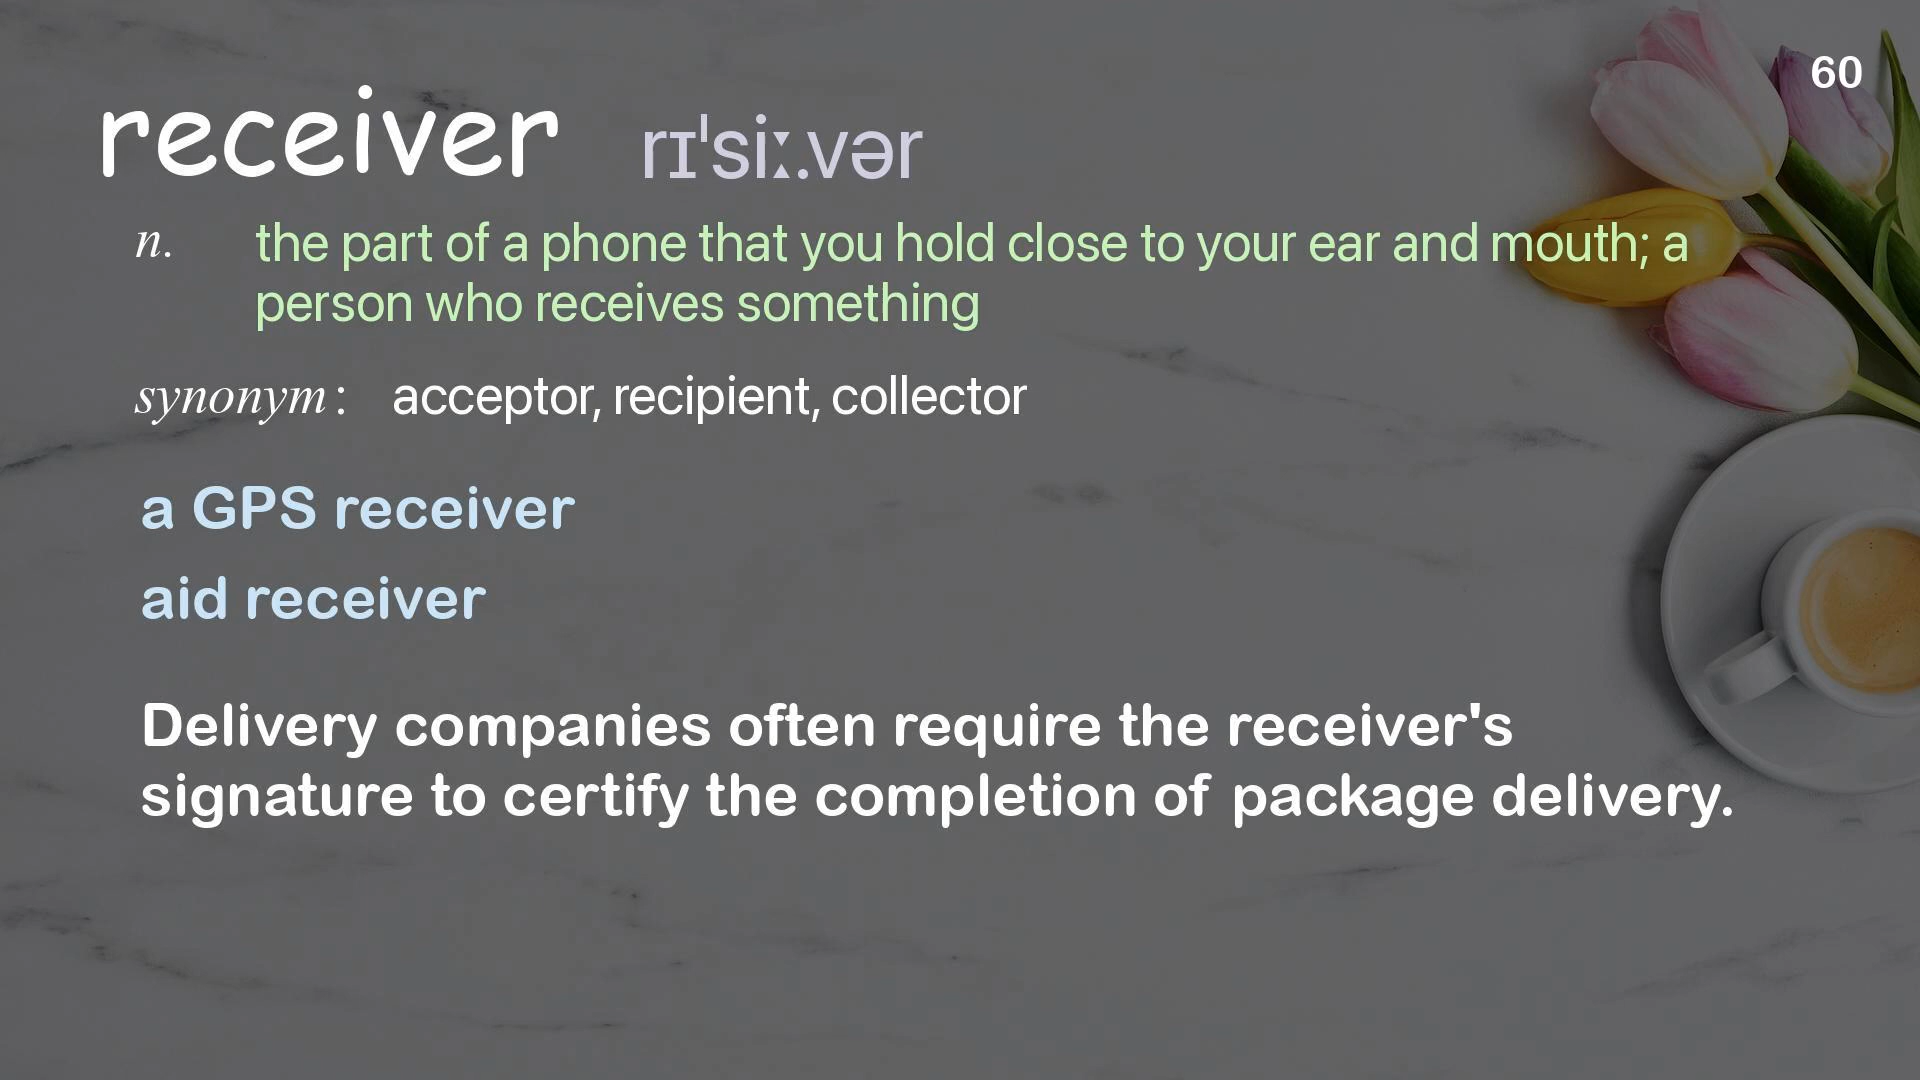 60
receiver rɪˈsiː.vər
n. the part of a phone that you hold close to your ear and mouth; a
person who receives something
synonym: acceptor, recipient, collector
a GPS receiver
aid receiver
Delivery companies often require the receiver's
signature to certify the completion of package delivery.